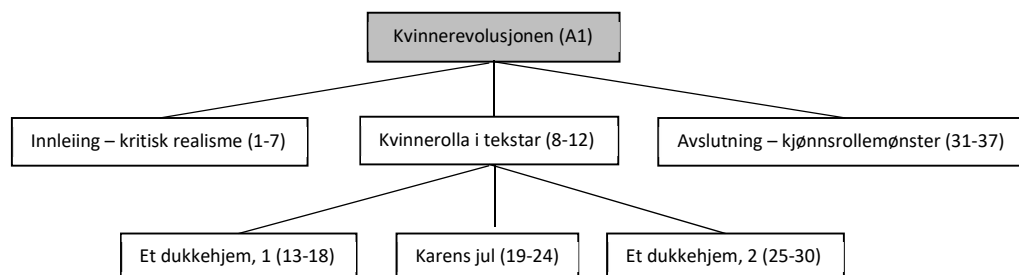 Kvinnerevolusjonen (A1)
Innleiing – kritisk realisme (1-7)
Kvinnerolla i tekstar (8-12)
Avslutning – kjønnsrollemønster (31-37)
Et dukkehjem, 1 (13-18)
Karens jul (19-24)
Et dukkehjem, 2 (25-30)